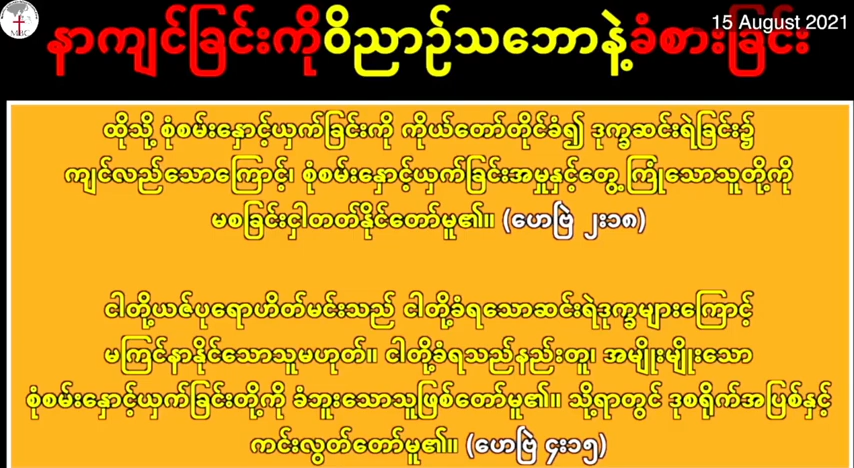 MBC
15 August 2021
နာကျင်ခြင်းကိုဝိညာဉ်သဘောနဲ့ခံစားခြင်း
ထိုသို့ စုံစမ်းနှောင့်ယှက်ခြင်းကို ကိုယ်တော်တိုင်ခံ၍ ဒုက္ခဆင်းရဲခြင်း၌
ကျင်လည်သောကြောင့်၊ စုံစမ်းနှောင့်ယှက်ခြင်းအမှုနှင့်တွေ့ ကြုံသောသူတို့ကို
မစခြင်းငှါတတ်နိုင်တော်မူ၏။ (ဟေဗြဲ ၂း၁၈)
ငါတို့ယဇ်ပုရောဟိတ်မင်းသည် ငါတို့ခံရသောဆင်းရဲဒုက္ခများကြောင့်
မကြင်နာနိုင်သောသူမဟုတ်။ ငါတို့ခံရသည်နည်းတူ၊ အမျိုးမျိုးသော
စုံစမ်းနှောင့်ယှက်ခြင်းတို့ကို ခံဘူးသောသူဖြစ်တော်မူ၏။ သို့ရာတွင် ဒုစရိုက်အပြစ်နှင့်
ကင်းလွတ်တော်မူ၏။ (ဟေဗြဲ ၄း၁၅)